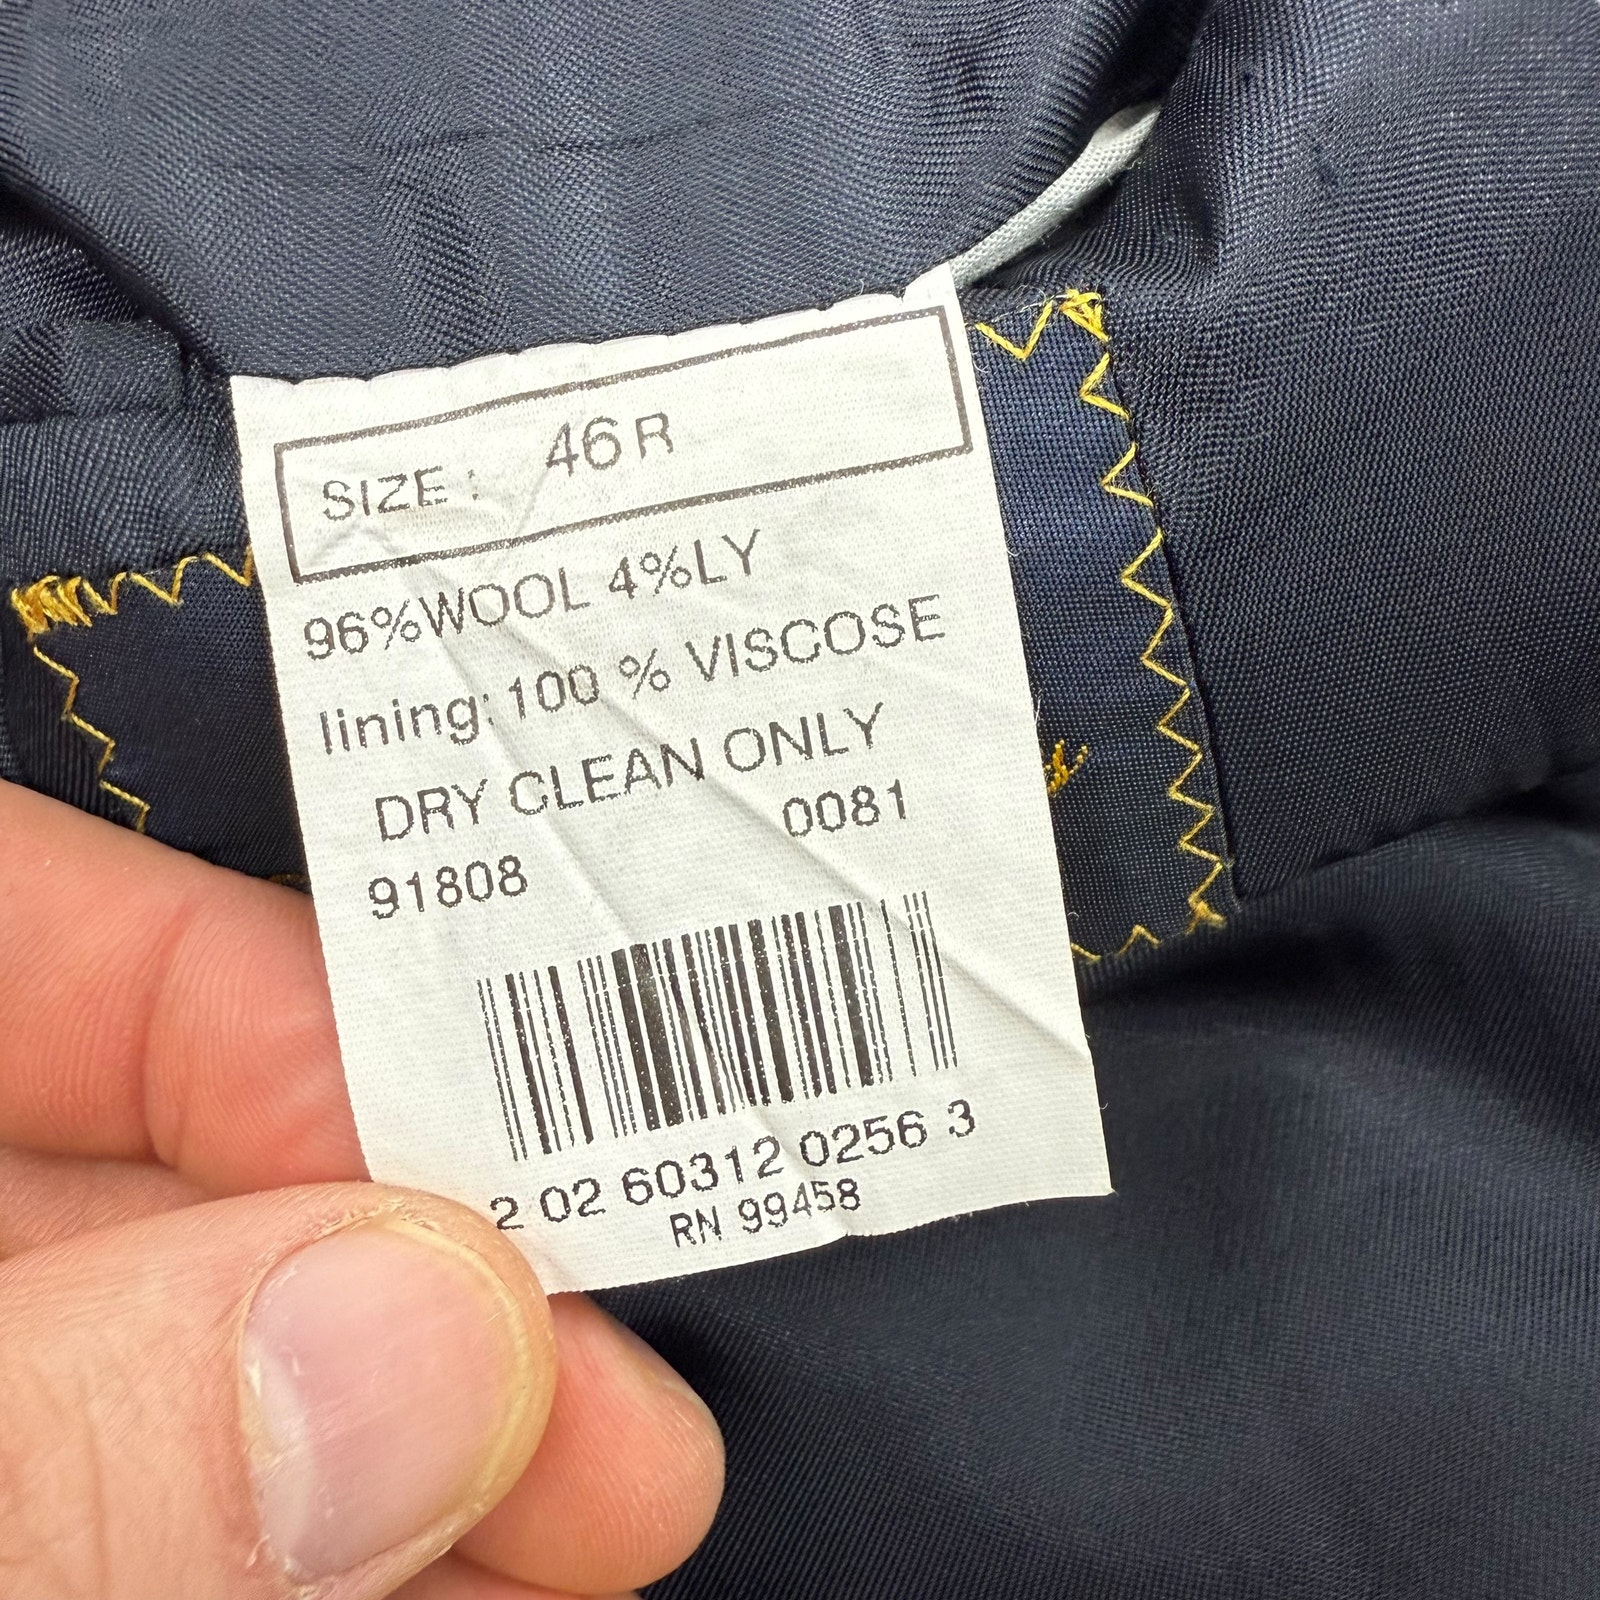 SIZE: 46R
96%WOOL 4%LY
lining:100 % VISCOSE
DRY CLEAN ONLY
0081
91808
2 02 60312 0256 3
RN 99458